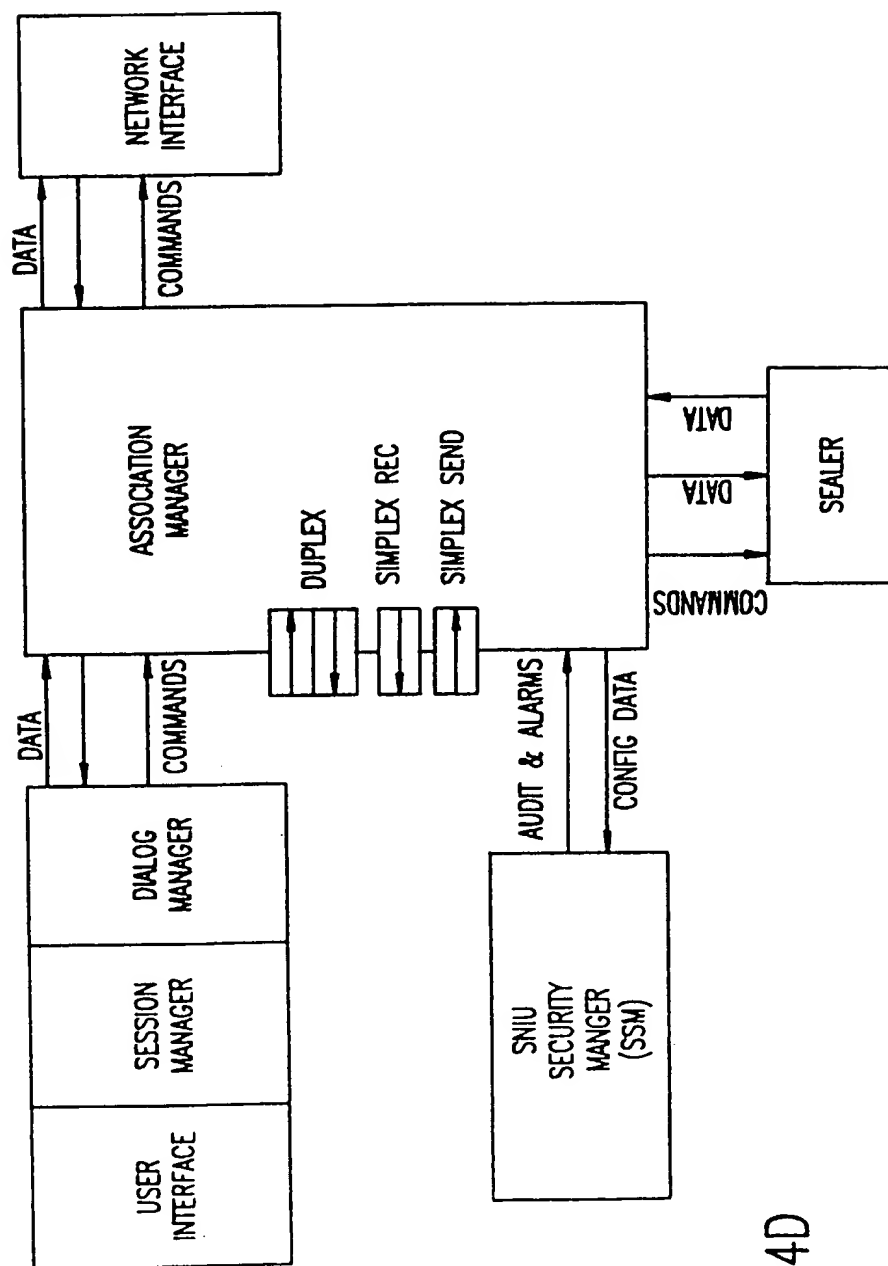 USER
INTERFACE
SESSION
MANAGER
DIALOG
MANAGER
DATA
COMMANDS
ASSOCIATION
MANAGER
DUPLEX
SIMPLEX REC
SIMPLEX SEND
DATA
COMMANDS
NETWORK
INTERFACE
SNIU
SECURITY
MANGER
(SSM)
AUDIT & ALARMS
CONFIG DATA
COMMANDS
DATA
DATA
SEALER
4D